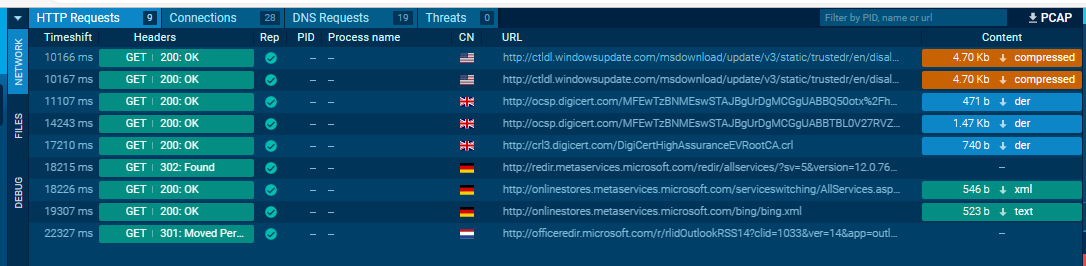 HTTP Requests 9 Connections 28 DNS Requests 19 Threats 0 Filter by PID, name or url PCAP
Timeshift Headers Rep PID Process name CN URL Content
NETWORK
FILES
DEBUG
10166 ms GET 200: OK – – http://ctldl.windowsupdate.com/msdownload/update/v3/static/trustedr/en/disal... 4.70 Kb compressed
10167 ms GET 200: OK – – http://ctldl.windowsupdate.com/msdownload/update/v3/static/trustedr/en/disal... 4.70 Kb compressed
11107 ms GET 200: OK – – http://ocsp.digicert.com/MFEwTzBNMEswSTAJBgUrDgMCGgUABBQ50otx%2Fh... 471 b der
14243 ms GET 200: OK – – http://ocsp.digicert.com/MFEwTzBNMEswSTAJBgUrDgMCGgUABBTBL0V27RVZ... 1.47 Kb der
17210 ms GET 200: OK – – http://crl3.digicert.com/DigiCertHighAssuranceEVRootCA.crl 740 b der
18215 ms GET 302: Found – – http://redir.metaservices.microsoft.com/redir/allservices/?sv=5&version=12.0.76... –
18226 ms GET 200: OK – – http://onlinestores.metaservices.microsoft.com/serviceswitching/AllServices.asp... 546 b xml
19307 ms GET 200: OK – – http://onlinestores.metaservices.microsoft.com/bing/bing.xml 523 b text
22327 ms GET 301: Moved Per... – – http://officeredir.microsoft.com/r/rlidOutlookRSS14?clid=1033&ver=14&app=outl... –